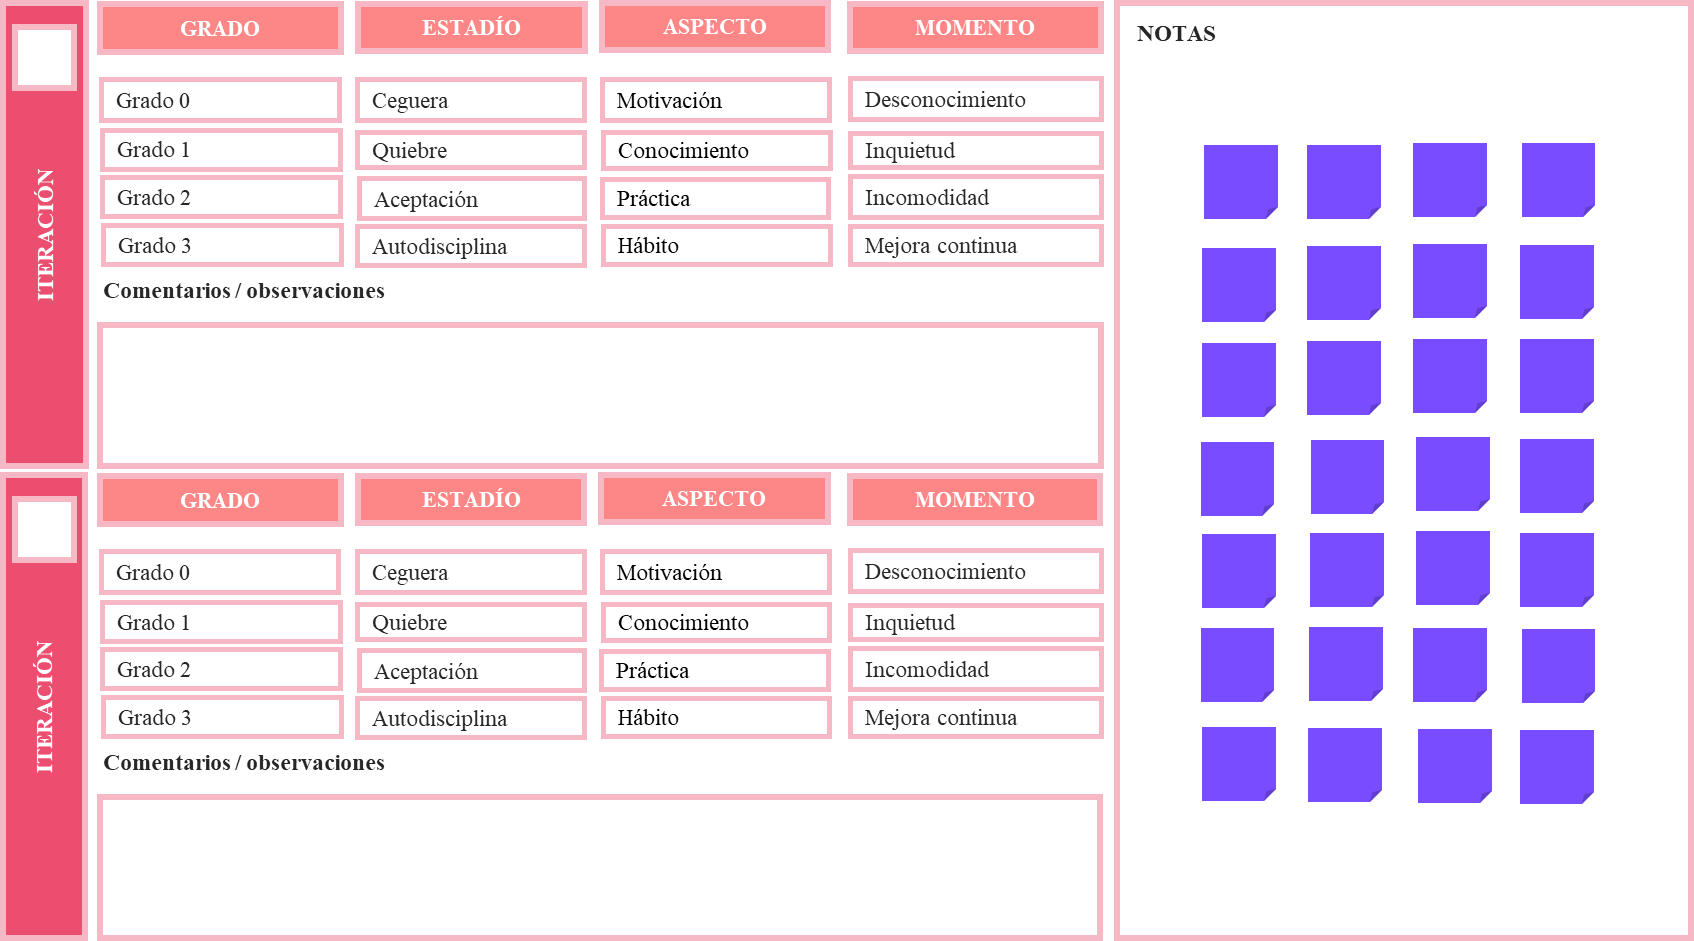 ITERACIÓN
GRADO ESTADÍO ASPECTO MOMENTO
Grado 0 Ceguera Motivación Desconocimiento
Grado 1 Quiebre Conocimiento Inquietud
Grado 2 Aceptación Práctica Incomodidad
Grado 3 Autodisciplina Hábito Mejora continua
Comentarios / observaciones
ITERACIÓN
GRADO ESTADÍO ASPECTO MOMENTO
Grado 0 Ceguera Motivación Desconocimiento
Grado 1 Quiebre Conocimiento Inquietud
Grado 2 Aceptación Práctica Incomodidad
Grado 3 Autodisciplina Hábito Mejora continua
Comentarios / observaciones
NOTAS